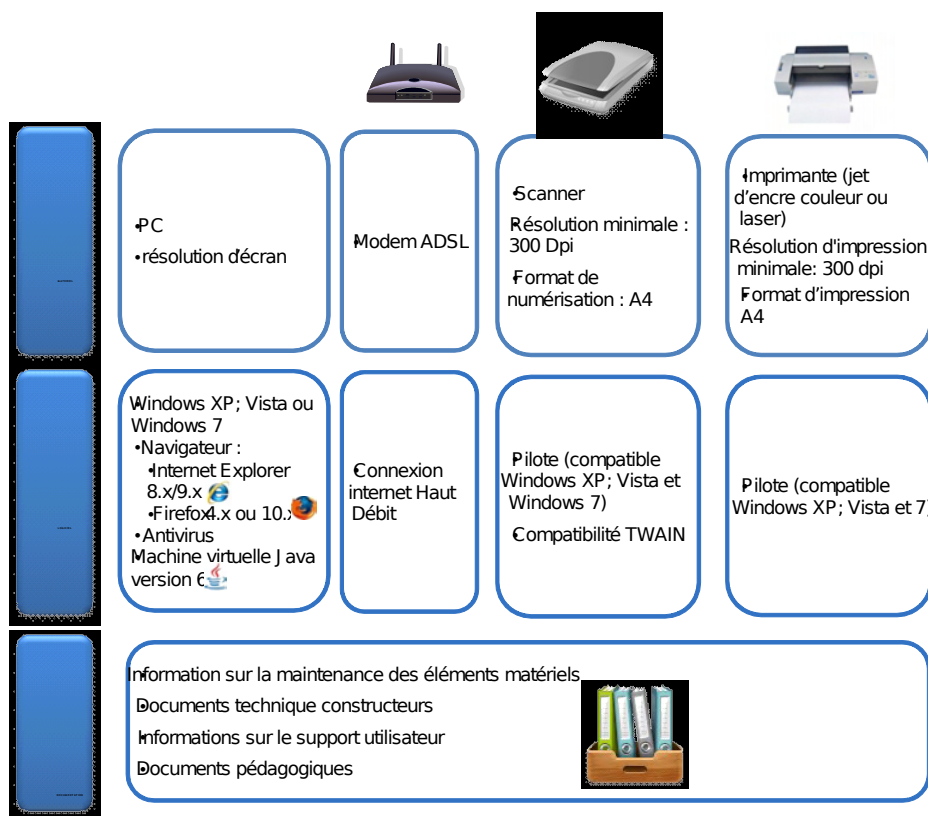 •PC
•résolution d'écran
•Modem ADSL
•Scanner
•Résolution minimale :
300 Dpi
•Format de
numérisation : A4
•Imprimante (jet
d'encre couleur ou
laser)
•Résolution d'impression
minimale: 300 dpi
•Format d'impression
A4
•Windows XP; Vista ou
Windows 7
•Navigateur :
•Internet Explorer
8.x/9.x
•Firefox4.x ou 10.x
•Antivirus
•Machine virtuelle Java
version 6
•Connexion
internet Haut
Débit
•Pilote (compatible
Windows XP; Vista et
Windows 7)
•Compatibilité TWAIN
•Pilote (compatible
Windows XP; Vista et 7)
•Information sur la maintenance des éléments matériels
•Documents technique constructeurs
•Informations sur le support utilisateur
•Documents pédagogiques